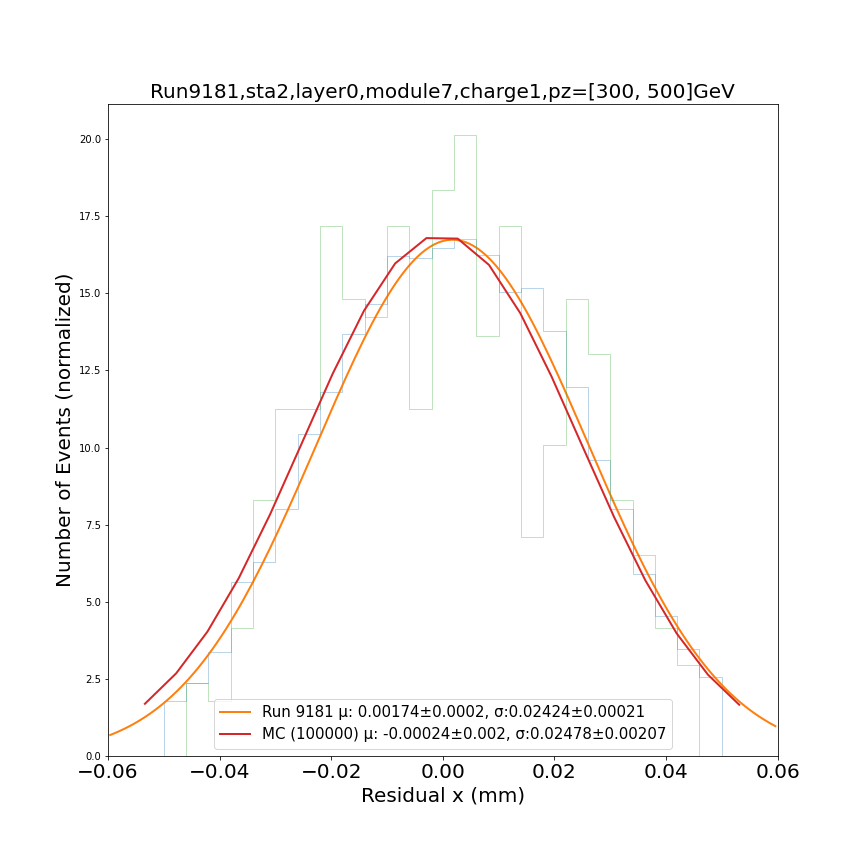 Run9181,sta2,layer0,module7,charge1,pz=[300, 500]GeV
Number of Events (normalized)
20.0
17.5
15.0
12.5
10.0
7.5
5.0
2.5
0.0
Run 9181 μ: 0.00174±0.0002, σ:0.02424±0.00021
MC (100000) μ: -0.00024±0.002, σ:0.02478±0.00207
−0.06 −0.04 −0.02 0.00 0.02 0.04 0.06
Residual x (mm)